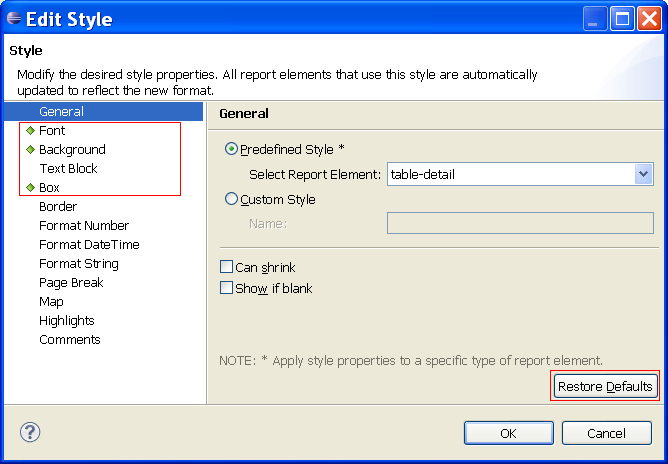 Edit Style
Style
Modify the desired style properties. All report elements that use this style are automatically
updated to reflect the new format.
General
Font
Background
Text Block
Box
Border
Format Number
Format DateTime
Format String
Page Break
Map
Highlights
Comments
General
Predefined Style *
Select Report Element: table-detail
Custom Style
Name:
Can shrink
Show if blank
NOTE: * Apply style properties to a specific type of report element.
Restore Defaults
?
OK Cancel